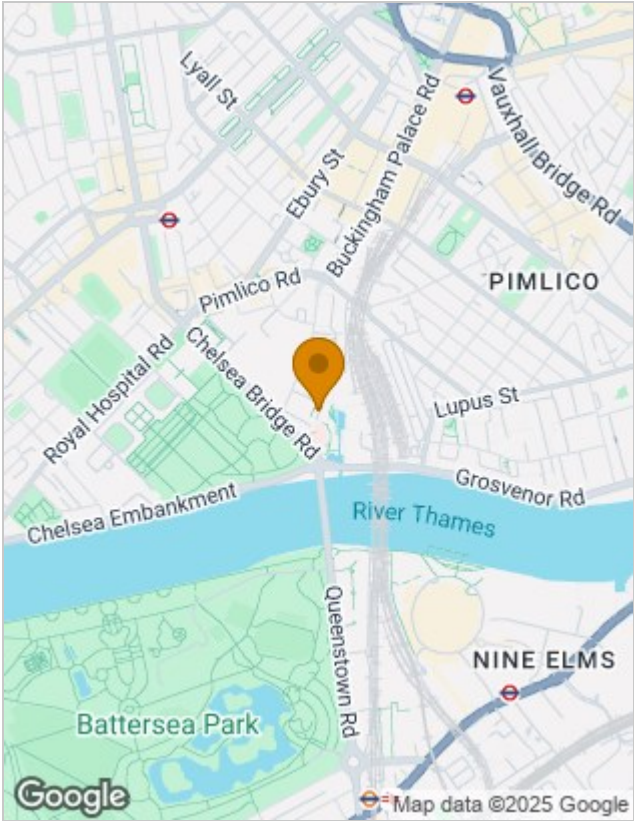 Lyall St
Buckingham Palace Rd
Vauxhall Bridge Rd
Ebury St
PIMLICO
Pimlico Rd
Royal Hospital Rd
Chelsea Bridge Rd
Lupus St
Chelsea Embankment
Grosvenor Rd
River Thames
Queenstown Rd
NINE ELMS
Battersea Park
Google
Map data ©2025 Google